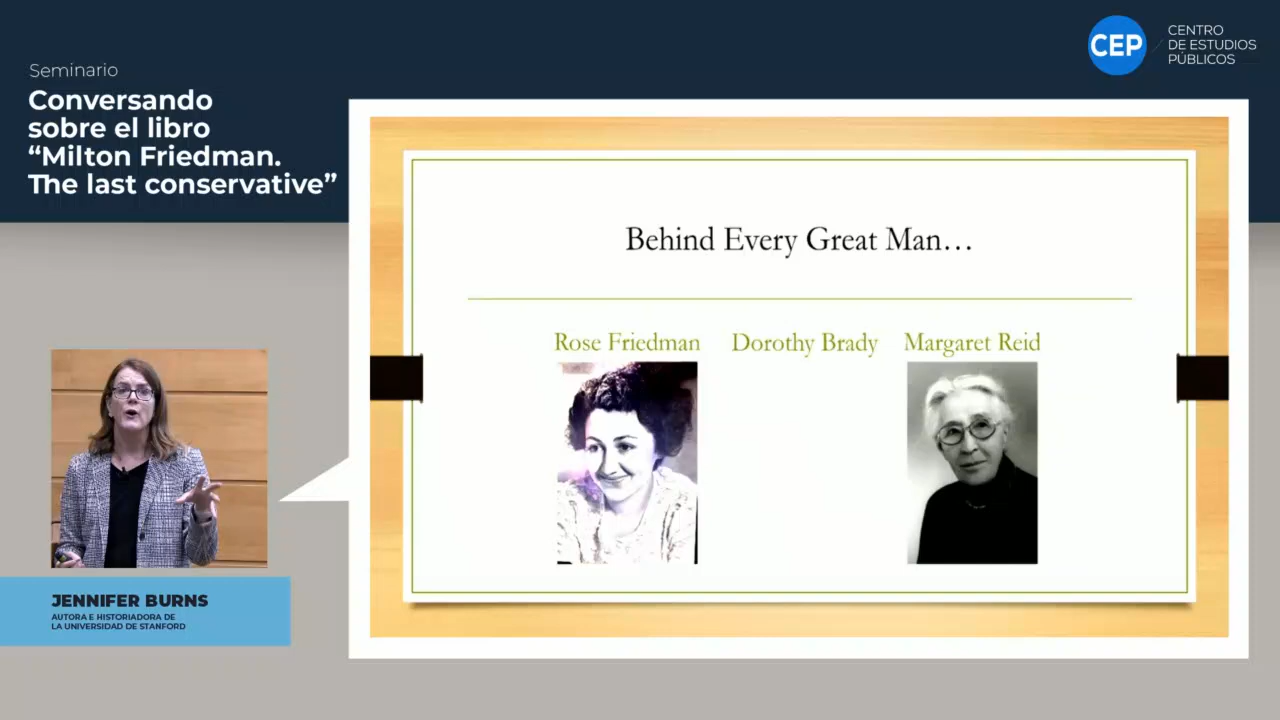 CEP
CENTRO
DE ESTUDIOS
PÚBLICOS
Seminario
Conversando
sobre el libro
“Milton Friedman.
The last conservative”
Behind Every Great Man…
Rose Friedman
Dorothy Brady
Margaret Reid
JENNIFER BURNS
AUTORA E HISTORIADORA DE
LA UNIVERSIDAD DE STANFORD